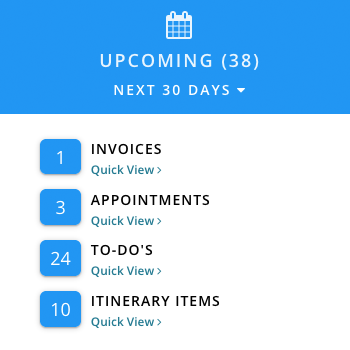 UPCOMING (38)
NEXT 30 DAYS
1
INVOICES
Quick View ›
3
APPOINTMENTS
Quick View ›
24
TO-DO'S
Quick View ›
10
ITINERARY ITEMS
Quick View ›